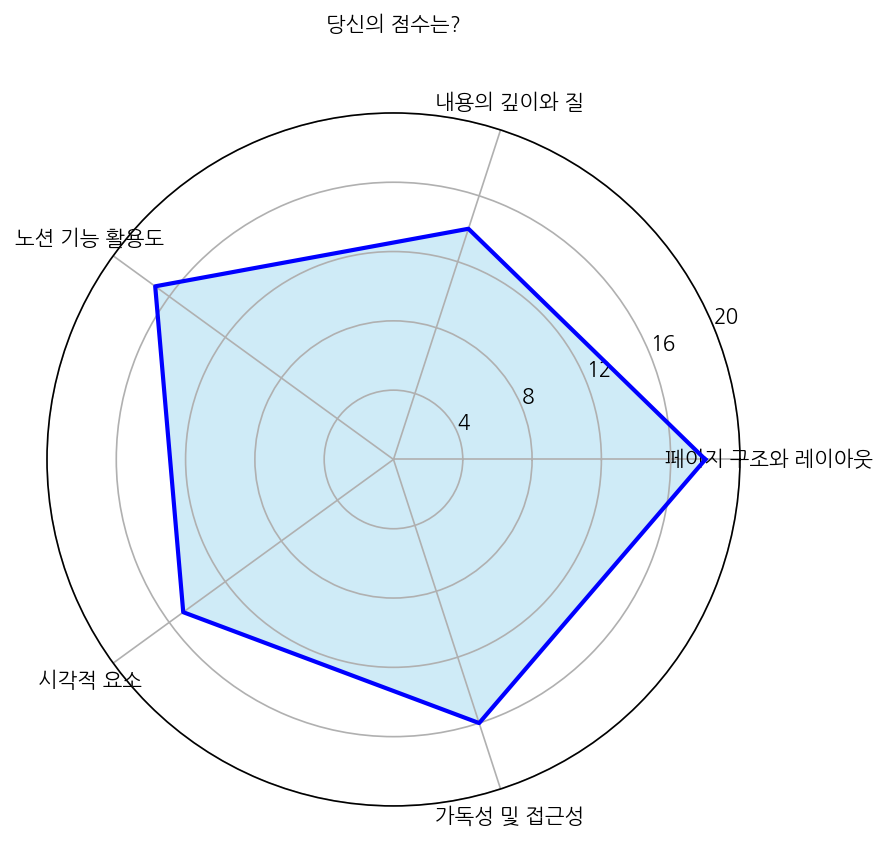 당신의 점수는?
내용의 깊이와 질
노션 기능 활용도
20
16
12
8
4
페이지 구조와 레이아웃
시각적 요소
가독성 및 접근성